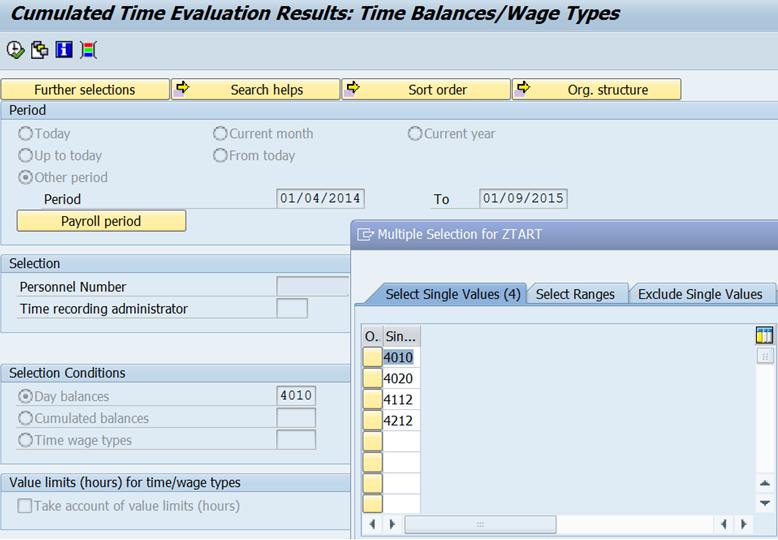 Cumulated Time Evaluation Results: Time Balances/Wage Types
Further selections Search helps Sort order Org. structure
Period
Today Current month Current year
Up to today From today
Other period
Period 01/04/2014 To 01/09/2015
Payroll period
Multiple Selection for ZTART
Selection
Personnel Number
Time recording administrator
Select Single Values (4) Select Ranges Exclude Single Values
O.. Sin...
4010
4020
4112
4212
Selection Conditions
Day balances 4010
Cumulated balances
Time wage types
Value limits (hours) for time/wage types
Take account of value limits (hours)